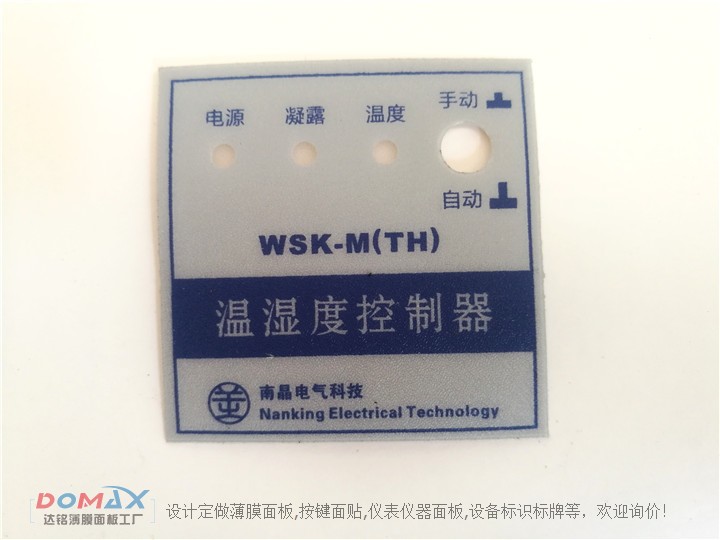 手动
电源 凝露 温度
自动
WSK-M(TH)
温湿度控制器
南晶电气科技
Nanking Electrical Technology
DOMAX
达铭薄膜面板工厂
设计定做薄膜面板,按键面贴,仪表仪器面板,设备标识标牌等，欢迎询价!